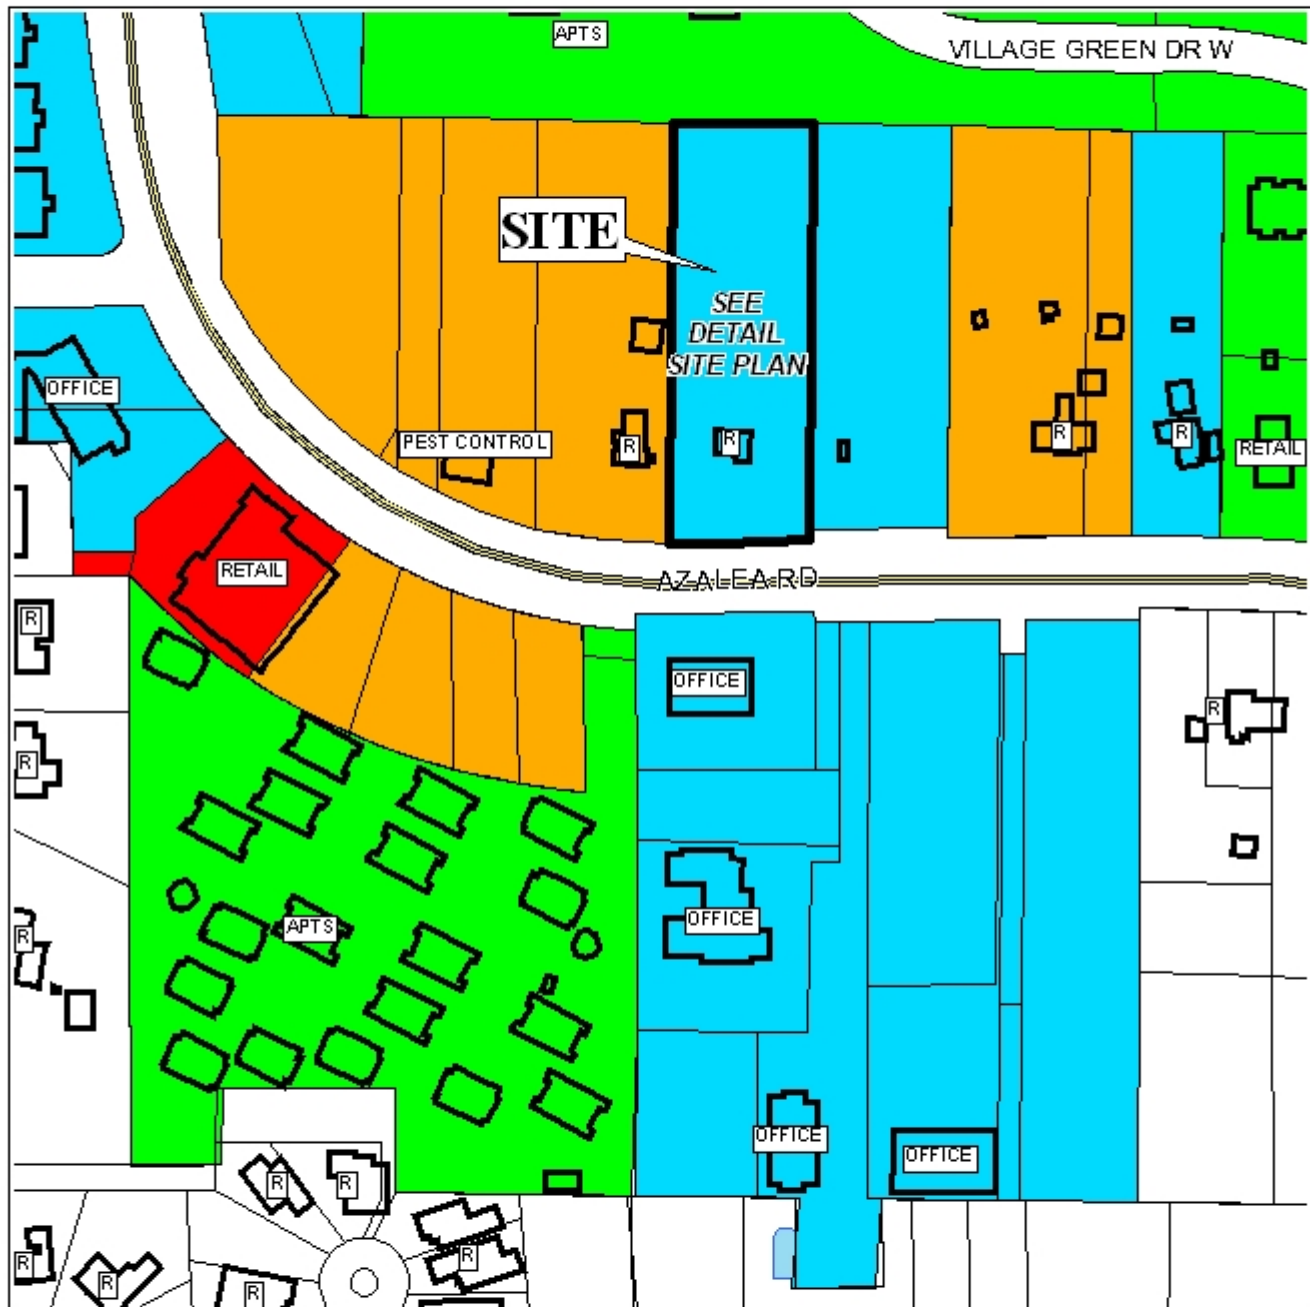 APTS
VILLAGE GREEN DR W
SITE
SEE
DETAIL
SITE PLAN
OFFICE
PEST CONTROL
R
R
R
R
RETAIL
RETAIL
AZALEA RD
R
OFFICE
R
R
OFFICE
APTS
R
OFFICE
OFFICE
R
R
R
R
R
R